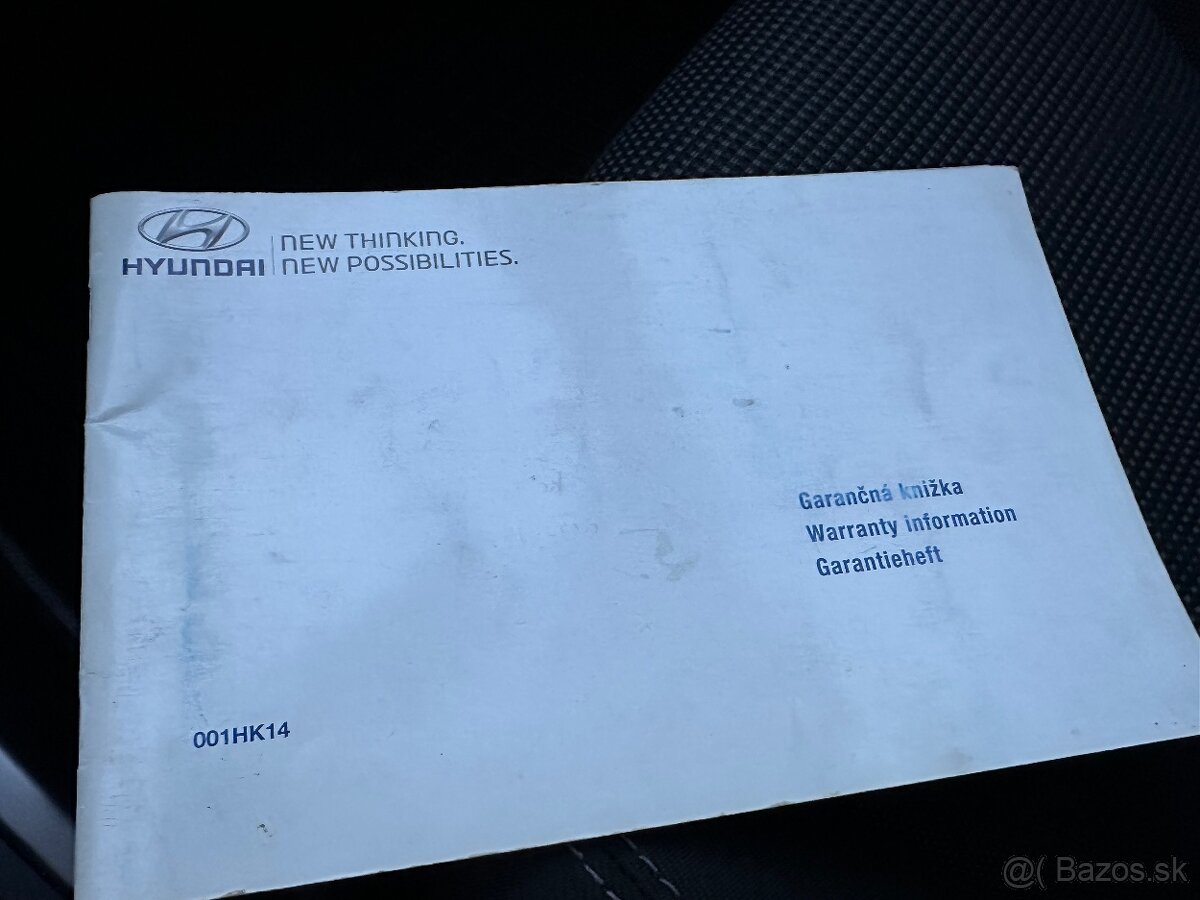 HYUNDAI
NEW THINKING.
NEW POSSIBILITIES.
Garančná knižka
Warranty information
Garantieheft
001HK14
@( Bazos.sk